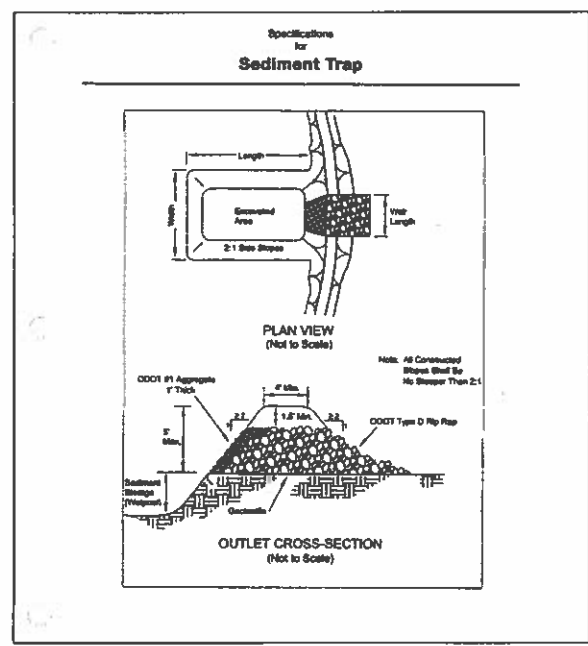 Specifications
for
Sediment Trap
Length
Width
Excavated
Area
2:1 Side Slopes
Weir
Length
PLAN VIEW
(Not to Scale)
Note: All Constructed
Slopes Shall Be
No Steeper Than 2:1
ODOT #1 Aggregate
1' Thick
4' Min.
1.5' Min.
2:2
1
2:2
1
ODOT Type D Rip Rap
5'
Max.
Sediment
Storage
(Wetpool)
Geotextile
OUTLET CROSS-SECTION
(Not to Scale)